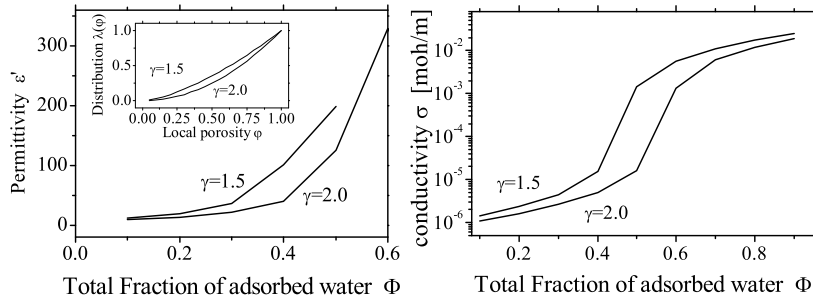 Permittivity ε'
300
200
100
0
0.0 0.2 0.4 0.6
Total Fraction of adsorbed water Φ
γ=1.5
γ=2.0
Distribution λ(φ)
1.0
0.5
0.0
0.00 0.25 0.50 0.75 1.00
Local porosity φ
γ=1.5
γ=2.0
conductivity σ [moh/m]
10-2
10-3
10-4
10-5
10-6
0.2 0.4 0.6 0.8
Total Fraction of adsorbed water Φ
γ=1.5
γ=2.0